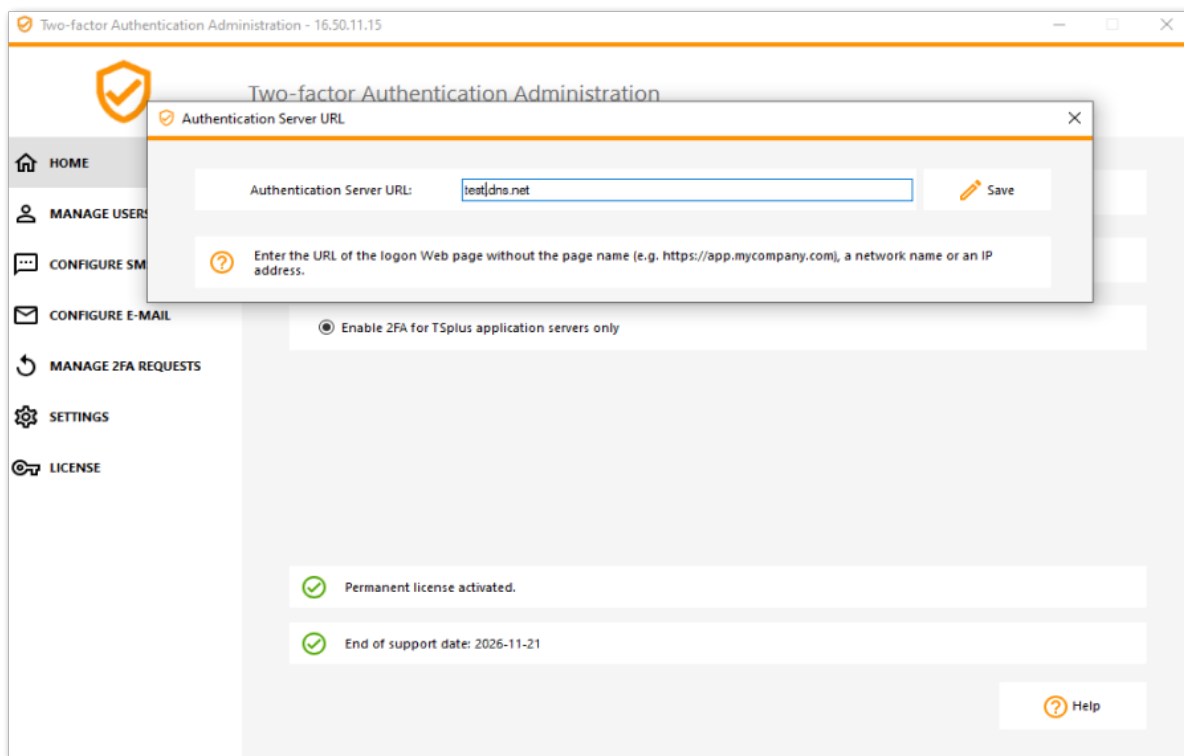 Two-factor Authentication Administration - 16.50.11.15
Two-factor Authentication Administration
Authentication Server URL
Authentication Server URL:
test.dns.net
Save
Enter the URL of the logon Web page without the page name (e.g. https://app.mycompany.com), a network name or an IP
address.
HOME
MANAGE USERS
CONFIGURE SM
CONFIGURE E-MAIL
MANAGE 2FA REQUESTS
SETTINGS
LICENSE
Enable 2FA for TSplus application servers only
Permanent license activated.
End of support date: 2026-11-21
Help